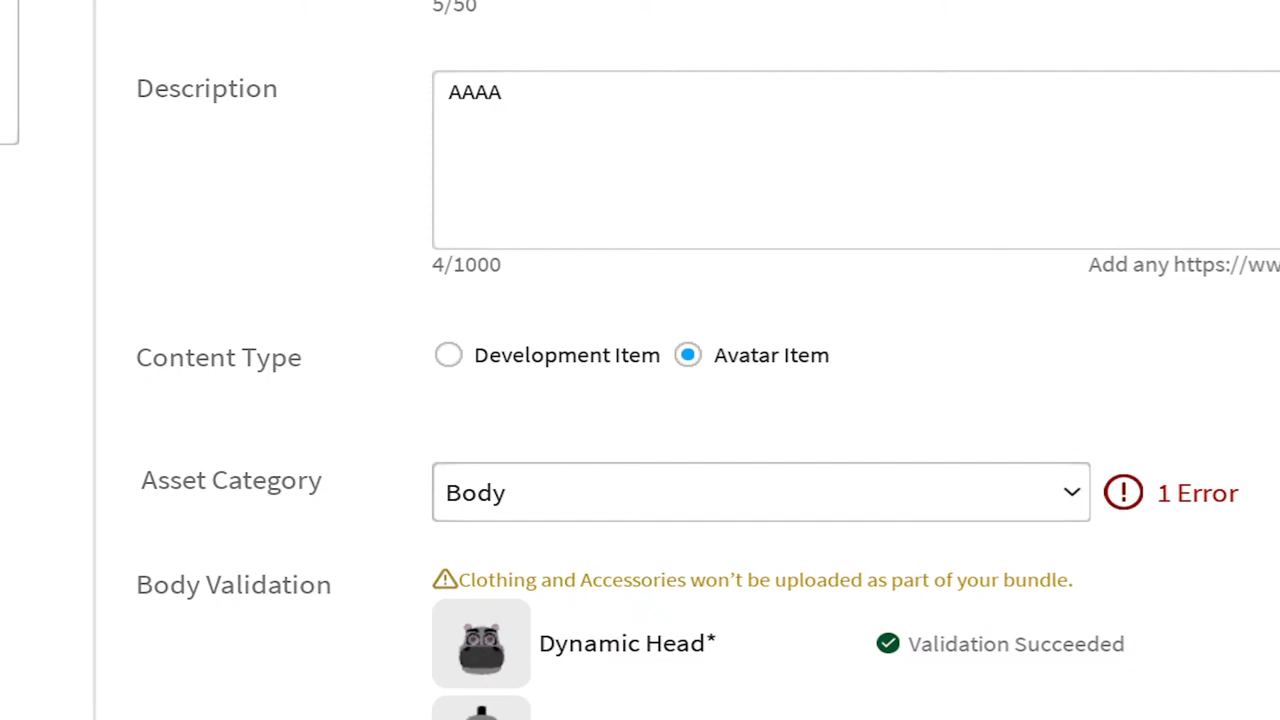 5/50
Description
AAAA
4/1000
Add any https://ww
Content Type
Development Item
Avatar Item
Asset Category
Body
1 Error
Body Validation
Clothing and Accessories won’t be uploaded as part of your bundle.
Dynamic Head*
Validation Succeeded